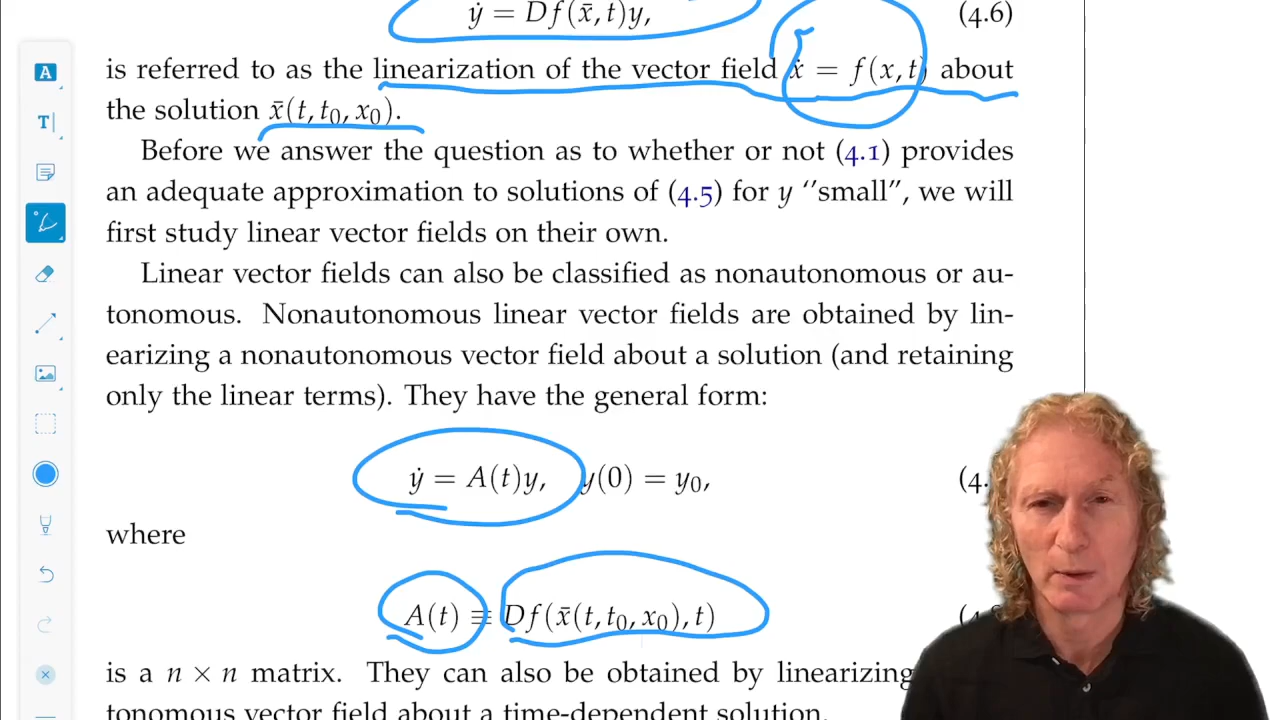 ẏ = Df(x̄, t)y, (4.6)
is referred to as the linearization of the vector field ẋ = f(x, t) about
the solution x̄(t, t₀, x₀).
Before we answer the question as to whether or not (4.1) provides
an adequate approximation to solutions of (4.5) for y ‘‘small”, we will
first study linear vector fields on their own.
Linear vector fields can also be classified as nonautonomous or au-
tonomous. Nonautonomous linear vector fields are obtained by lin-
earizing a nonautonomous vector field about a solution (and retaining
only the linear terms). They have the general form:
ẏ = A(t)y, y(0) = y₀, (4.
where
A(t) ≡ Df(x̄(t, t₀, x₀), t)
is a n × n matrix. They can also be obtained by linearizing
tonomous vector field about a time-dependent solution.
A
T